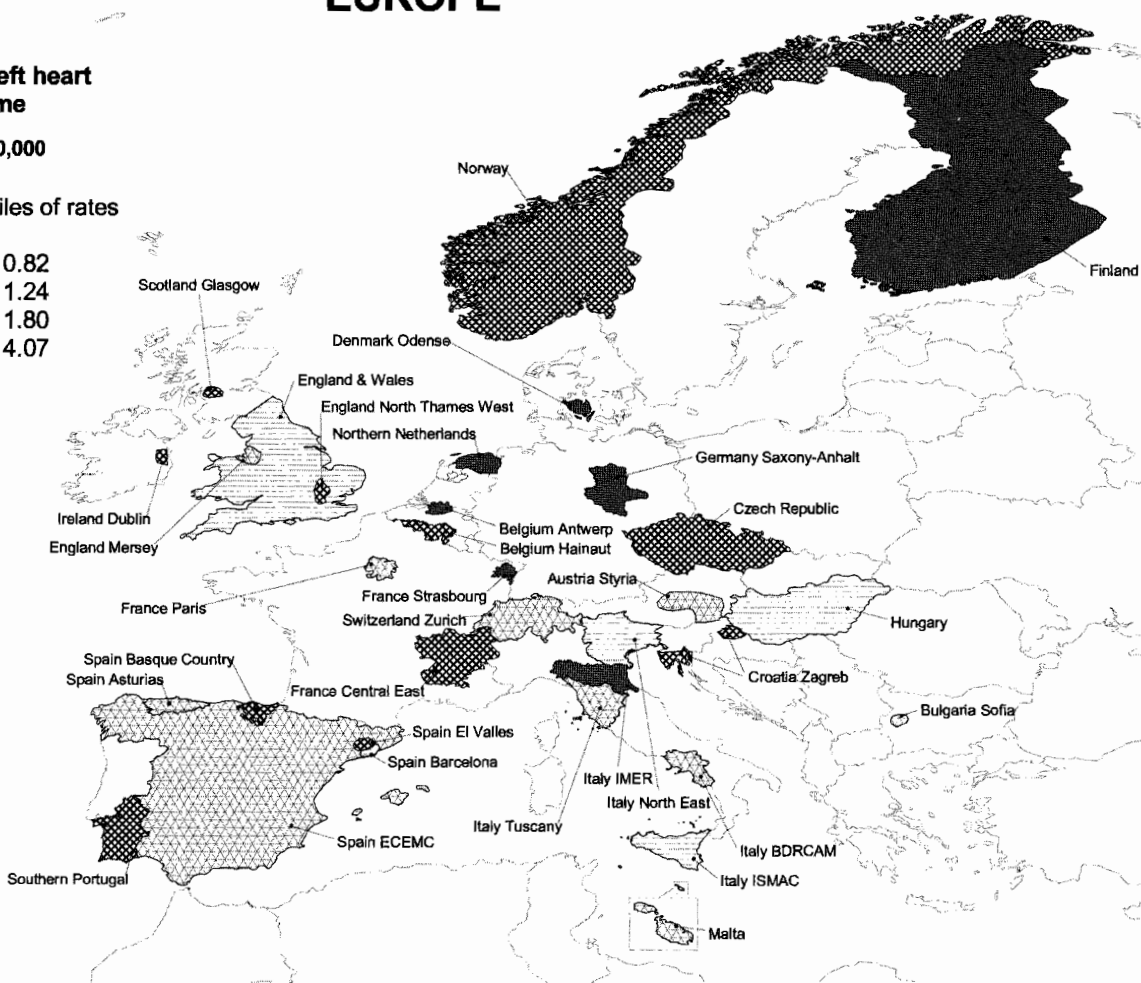 EUROPE
eft heart
me
0,000
iles of rates
0.82
1.24
1.80
4.07
Norway
Finland
Scotland Glasgow
Denmark Odense
England & Wales
England North Thames West
Northern Netherlands
Germany Saxony-Anhalt
Czech Republic
Ireland Dublin
England Mersey
Belgium Antwerp
Belgium Hainaut
Austria Styria
France Paris
France Strasbourg
Switzerland Zurich
Hungary
Spain Basque Country
Spain Asturias
France Central East
Croatia Zagreb
Bulgaria Sofia
Spain El Valles
Spain Barcelona
Italy IMER
Italy North East
Italy Tuscany
Spain ECEMC
Italy BDRCAM
Southern Portugal
Italy ISMAC
Malta